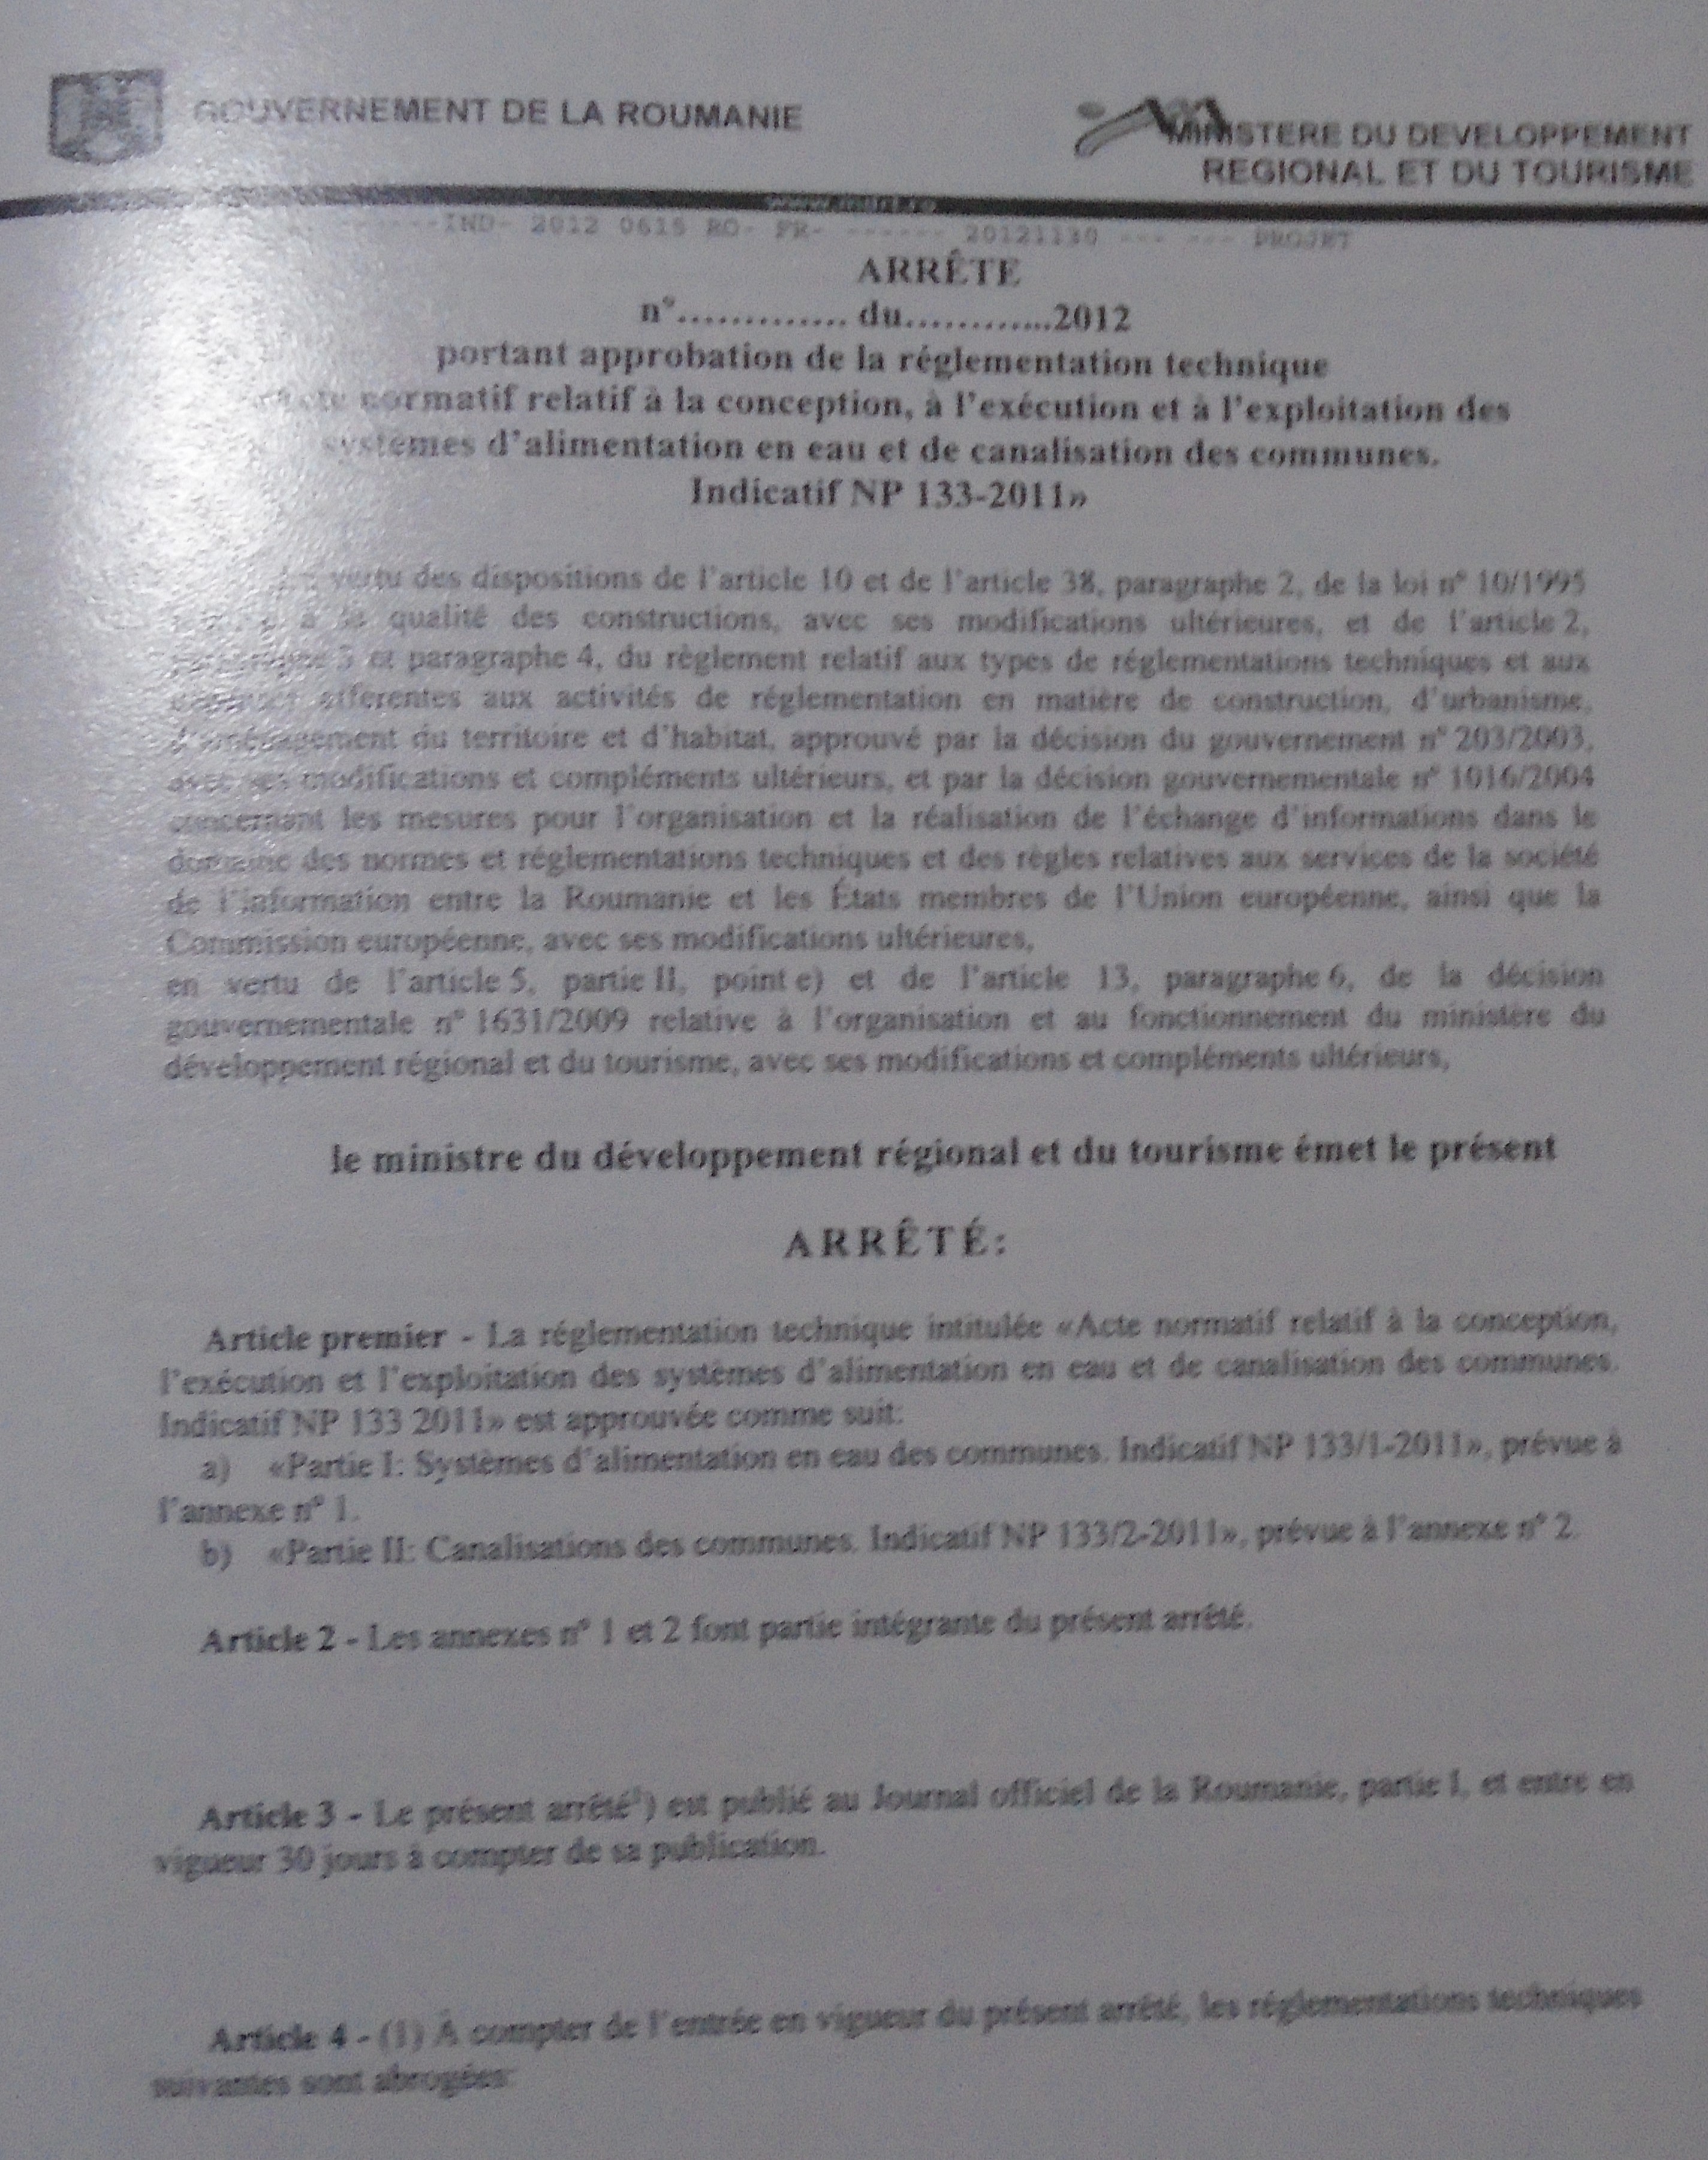 GOUVERNEMENT DE LA ROUMANIE
MINISTERE DU DEVELOPPEMENT
REGIONAL ET DU TOURISME
www.mdrt.ro
------IND- 2012 0615 RO- FR- ------ 20121130 --- --- PROJET
ARRÊTE
n°............. du............2012
portant approbation de la réglementation technique
normatif relatif à la conception, à l'exécution et à l'exploitation des
systèmes d'alimentation en eau et de canalisation des communes.
Indicatif NP 133-2011»
vertu des dispositions de l'article 10 et de l'article 38, paragraphe 2, de la loi n° 10/1995
à la qualité des constructions, avec ses modifications ultérieures, et de l'article 2,
paragraphe 3 et paragraphe 4, du règlement relatif aux types de réglementations techniques et aux
afférentes aux activités de réglementation en matière de construction, d'urbanisme,
d'aménagement du territoire et d'habitat, approuvé par la décision du gouvernement n° 203/2003,
avec ses modifications et compléments ultérieurs, et par la décision gouvernementale n° 1016/2004
concernant les mesures pour l'organisation et la réalisation de l'échange d'informations dans le
domaine des normes et réglementations techniques et des règles relatives aux services de la société
de l'information entre la Roumanie et les États membres de l'Union européenne, ainsi que la
Commission européenne, avec ses modifications ultérieures,
en vertu de l'article 5, partie II, point e) et de l'article 13, paragraphe 6, de la décision
gouvernementale n° 1631/2009 relative à l'organisation et au fonctionnement du ministère du
développement régional et du tourisme, avec ses modifications et compléments ultérieurs,
le ministre du développement régional et du tourisme émet le présent
ARRÊTÉ:
Article premier - La réglementation technique intitulée «Acte normatif relatif à la conception,
l'exécution et l'exploitation des systèmes d'alimentation en eau et de canalisation des communes.
Indicatif NP 133 2011» est approuvée comme suit:
a) «Partie I: Systèmes d'alimentation en eau des communes. Indicatif NP 133/1-2011», prévue à
l'annexe n° 1.
b) «Partie II: Canalisations des communes. Indicatif NP 133/2-2011», prévue à l'annexe n° 2.
Article 2 - Les annexes n° 1 et 2 font partie intégrante du présent arrêté.
Article 3 - Le présent arrêté¹) est publié au Journal officiel de la Roumanie, partie I, et entre en
vigueur 30 jours à compter de sa publication.
Article 4 - (1) À compter de l'entrée en vigueur du présent arrêté, les réglementations techniques
suivantes sont abrogées: